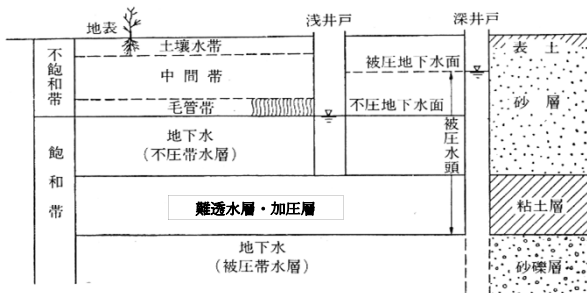 浅井戸
深井戸
地表
土壌水帯
表土
不飽和帯
被圧地下水面
中間帯
砂層
毛管帯
不圧地下水面
地下水
(不圧帯水層)
被圧水頭
飽和帯
難透水層・加圧層
粘土層
地下水
(被圧帯水層)
砂礫層